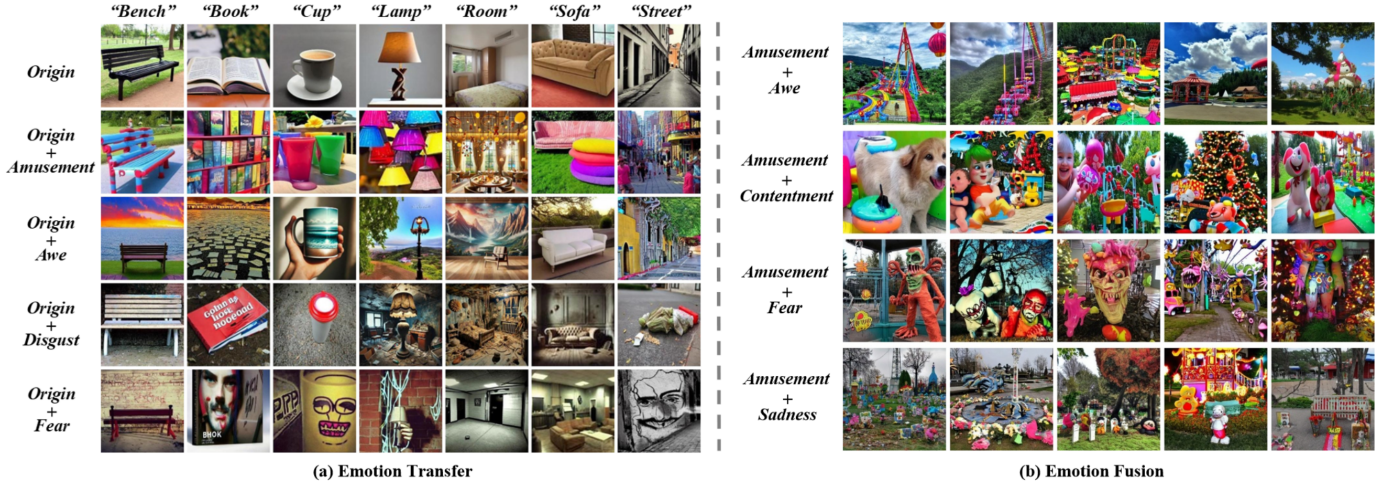 “Bench” “Book” “Cup” “Lamp” “Room” “Sofa” “Street”
Origin
Origin
+
Amusement
Origin
+
Awe
Origin
+
Disgust
Origin
+
Fear
BHOK
(a) Emotion Transfer
Amusement
+
Awe
Amusement
+
Contentment
Amusement
+
Fear
Amusement
+
Sadness
(b) Emotion Fusion